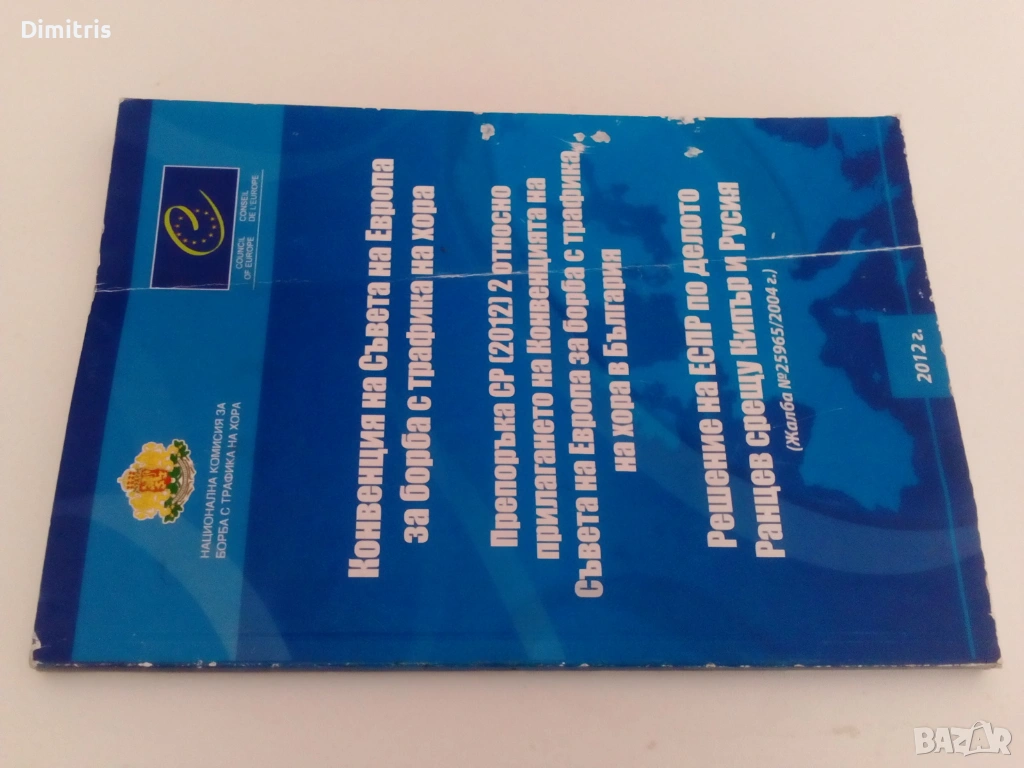 Dimitris
НАЦИОНАЛНА КОМИСИЯ ЗА
БОРБА С ТРАФИКА НА ХОРА
COUNCIL CONSEIL
OF EUROPE DE L'EUROPE
Конвенция на Съвета на Европа
за борба с трафика на хора
Препоръка CP (2012) 2 относно
прилагането на Конвенцията на
Съвета на Европа за борба с трафика
на хора в България
Решение на ЕСПР по делото
Ранцев срещу Кипър и Русия
(Жалба №25965/2004 г.)
2012 г.
BAZAR